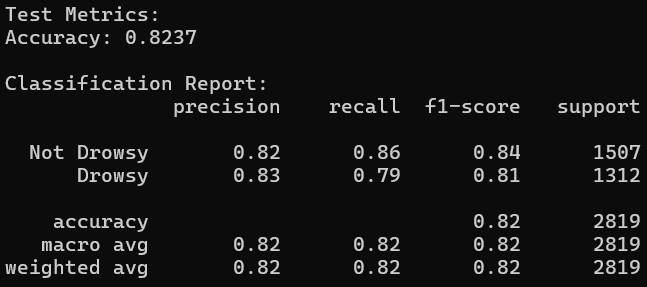 Test Metrics:
Accuracy: 0.8237
Classification Report:
precision recall f1-score support
Not Drowsy 0.82 0.86 0.84 1507
Drowsy 0.83 0.79 0.81 1312
accuracy 0.82 2819
macro avg 0.82 0.82 0.82 2819
weighted avg 0.82 0.82 0.82 2819